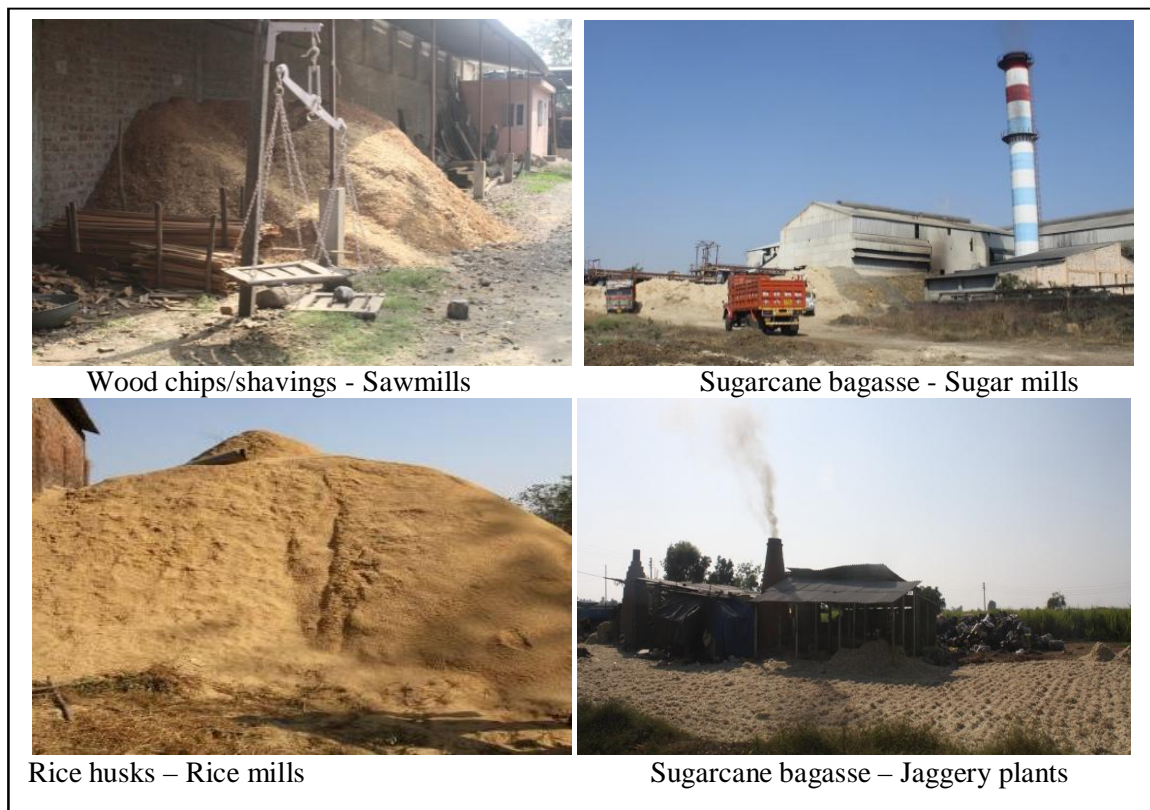 Wood chips/shavings - Sawmills
Sugarcane bagasse - Sugar mills
Rice husks – Rice mills
Sugarcane bagasse – Jaggery plants